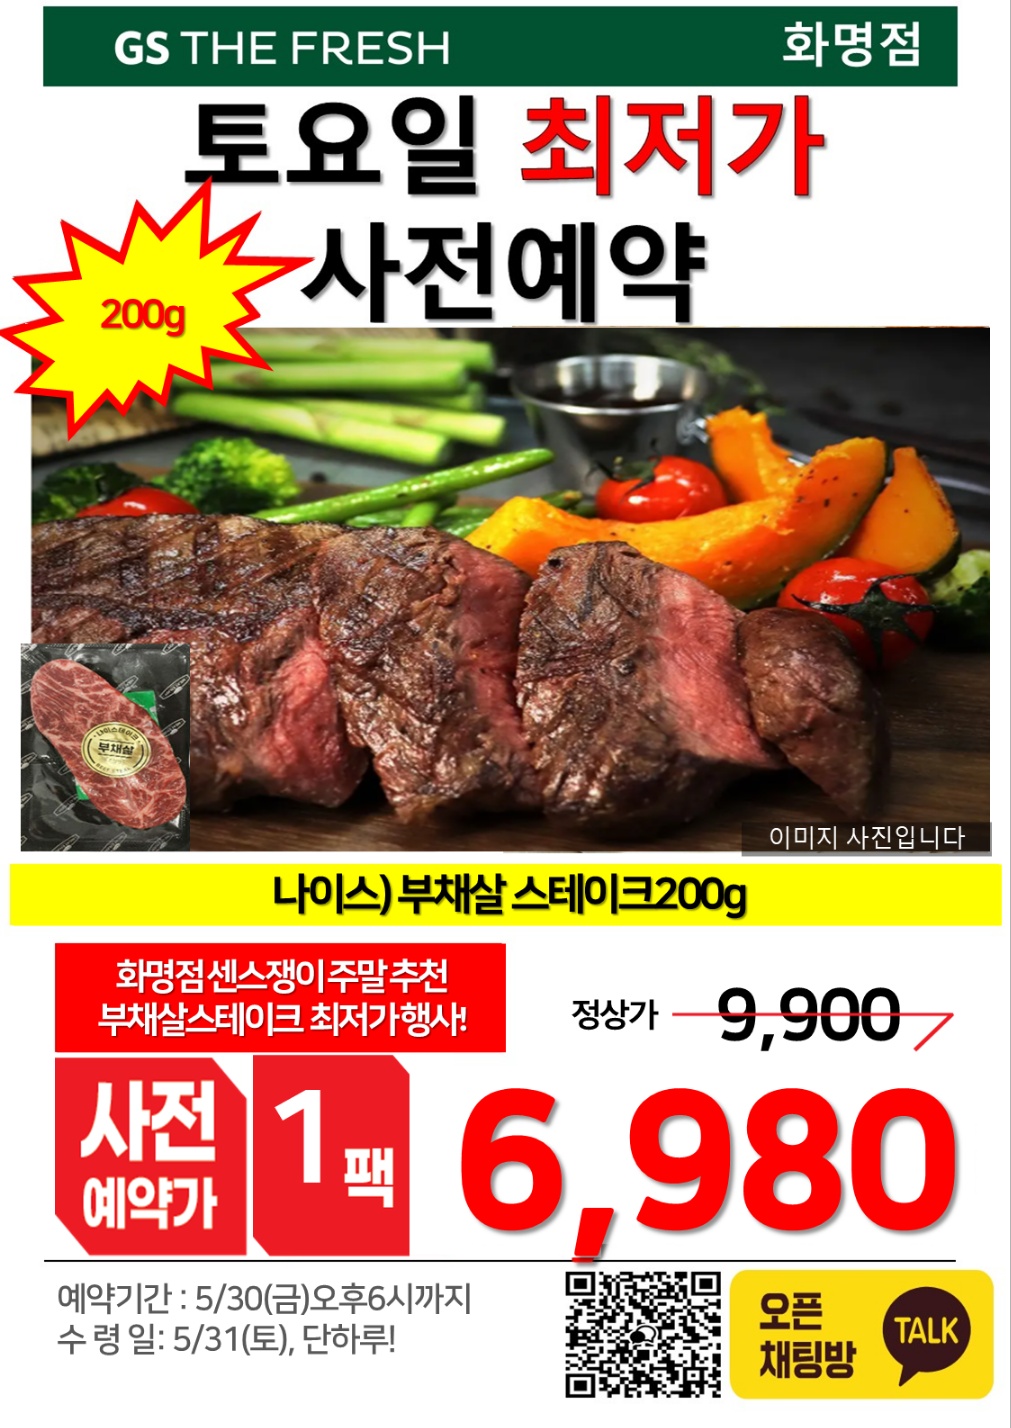 GS THE FRESH 화명점
토요일 최저가
사전예약
200g
나이스테이크
부채살
이미지 사진입니다
나이스) 부채살 스테이크200g
화명점 센스쟁이 주말 추천
부채살스테이크 최저가 행사!
정상가 9,900
사전
예약가
1팩
6,980
예약기간 : 5/30(금)오후6시까지
수 령 일: 5/31(토), 단하루!
오픈
채팅방
TALK